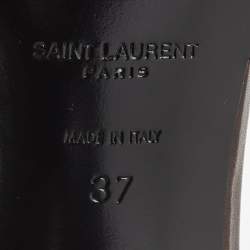 SAINT LAURENT
PARIS
MADE IN ITALY
37